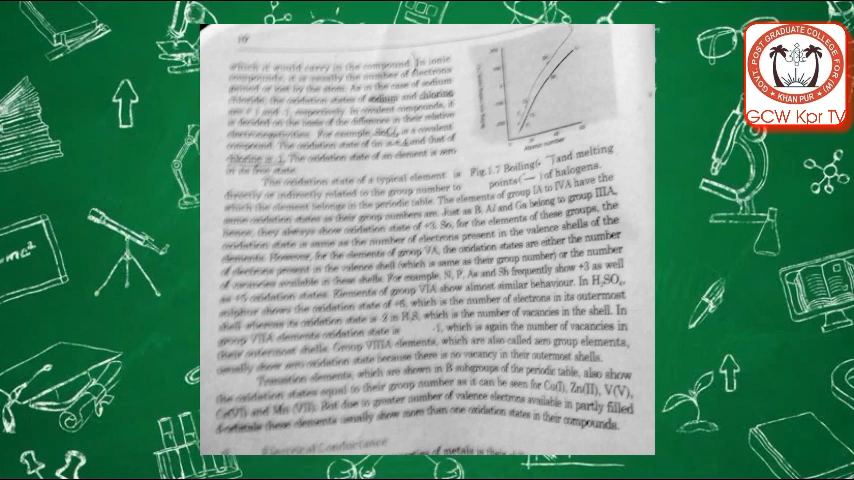 which it would carry in the compound. In ionic
compounds, it is usually the number of electrons
gained or lost by the atom. As in the case of sodium
chloride, the oxidation states of sodium and chlorine
are +1 and -1, respectively. In covalent compounds, it
is decided on the basis of the difference in their relative
electronegativities. For example, SnCl₄ is a covalent
compound. The oxidation state of tin is +4 and that of
chlorine is -1. The oxidation state of an element is zero
in its free state.
Atomic number
Fig.1.7 Boiling( ) and melting
points( — ) of halogens.
The oxidation state of a typical element is
directly or indirectly related to the group number to
which the element belongs in the periodic table. The elements of group IA to IVA have the
same oxidation states as their group numbers are. Just as B, Al and Ga belong to group IIIA,
hence, they always show oxidation state of +3. So, for the elements of these groups, the
oxidation state is same as the number of electrons present in the valence shells of the
elements. However, for the elements of group VA, the oxidation states are either the number
of electrons present in the valence shell (which is same as their group number) or the number
of vacancies available in these shells. For example, N, P, As and Sb frequently show +3 as well
as +5 oxidation states. Elements of group VIA show almost similar behaviour. In H₂SO₄,
sulphur shows the oxidation state of +6, which is the number of electrons in its outermost
shell whereas its oxidation state is -2 in H₂S, which is the number of vacancies in the shell. In
group VIIA elements oxidation state is -1, which is again the number of vacancies in
their outermost shells. Group VIIIA elements, which are also called zero group elements,
usually show zero oxidation state because there is no vacancy in their outermost shells.
Transition elements, which are shown in B subgroups of the periodic table, also show
the oxidation states equal to their group number as it can be seen for Cu(I), Zn(II), V(V),
Cr(VI) and Mn (VII). But due to greater number of valence electrons available in partly filled
d-orbitals these elements usually show more than one oxidation states in their compounds.
Electrical Conductance
of metals is their
GOVT. POST GRADUATE COLLEGE FOR (W)
KHAN PUR
GCW Kpr TV
mc²